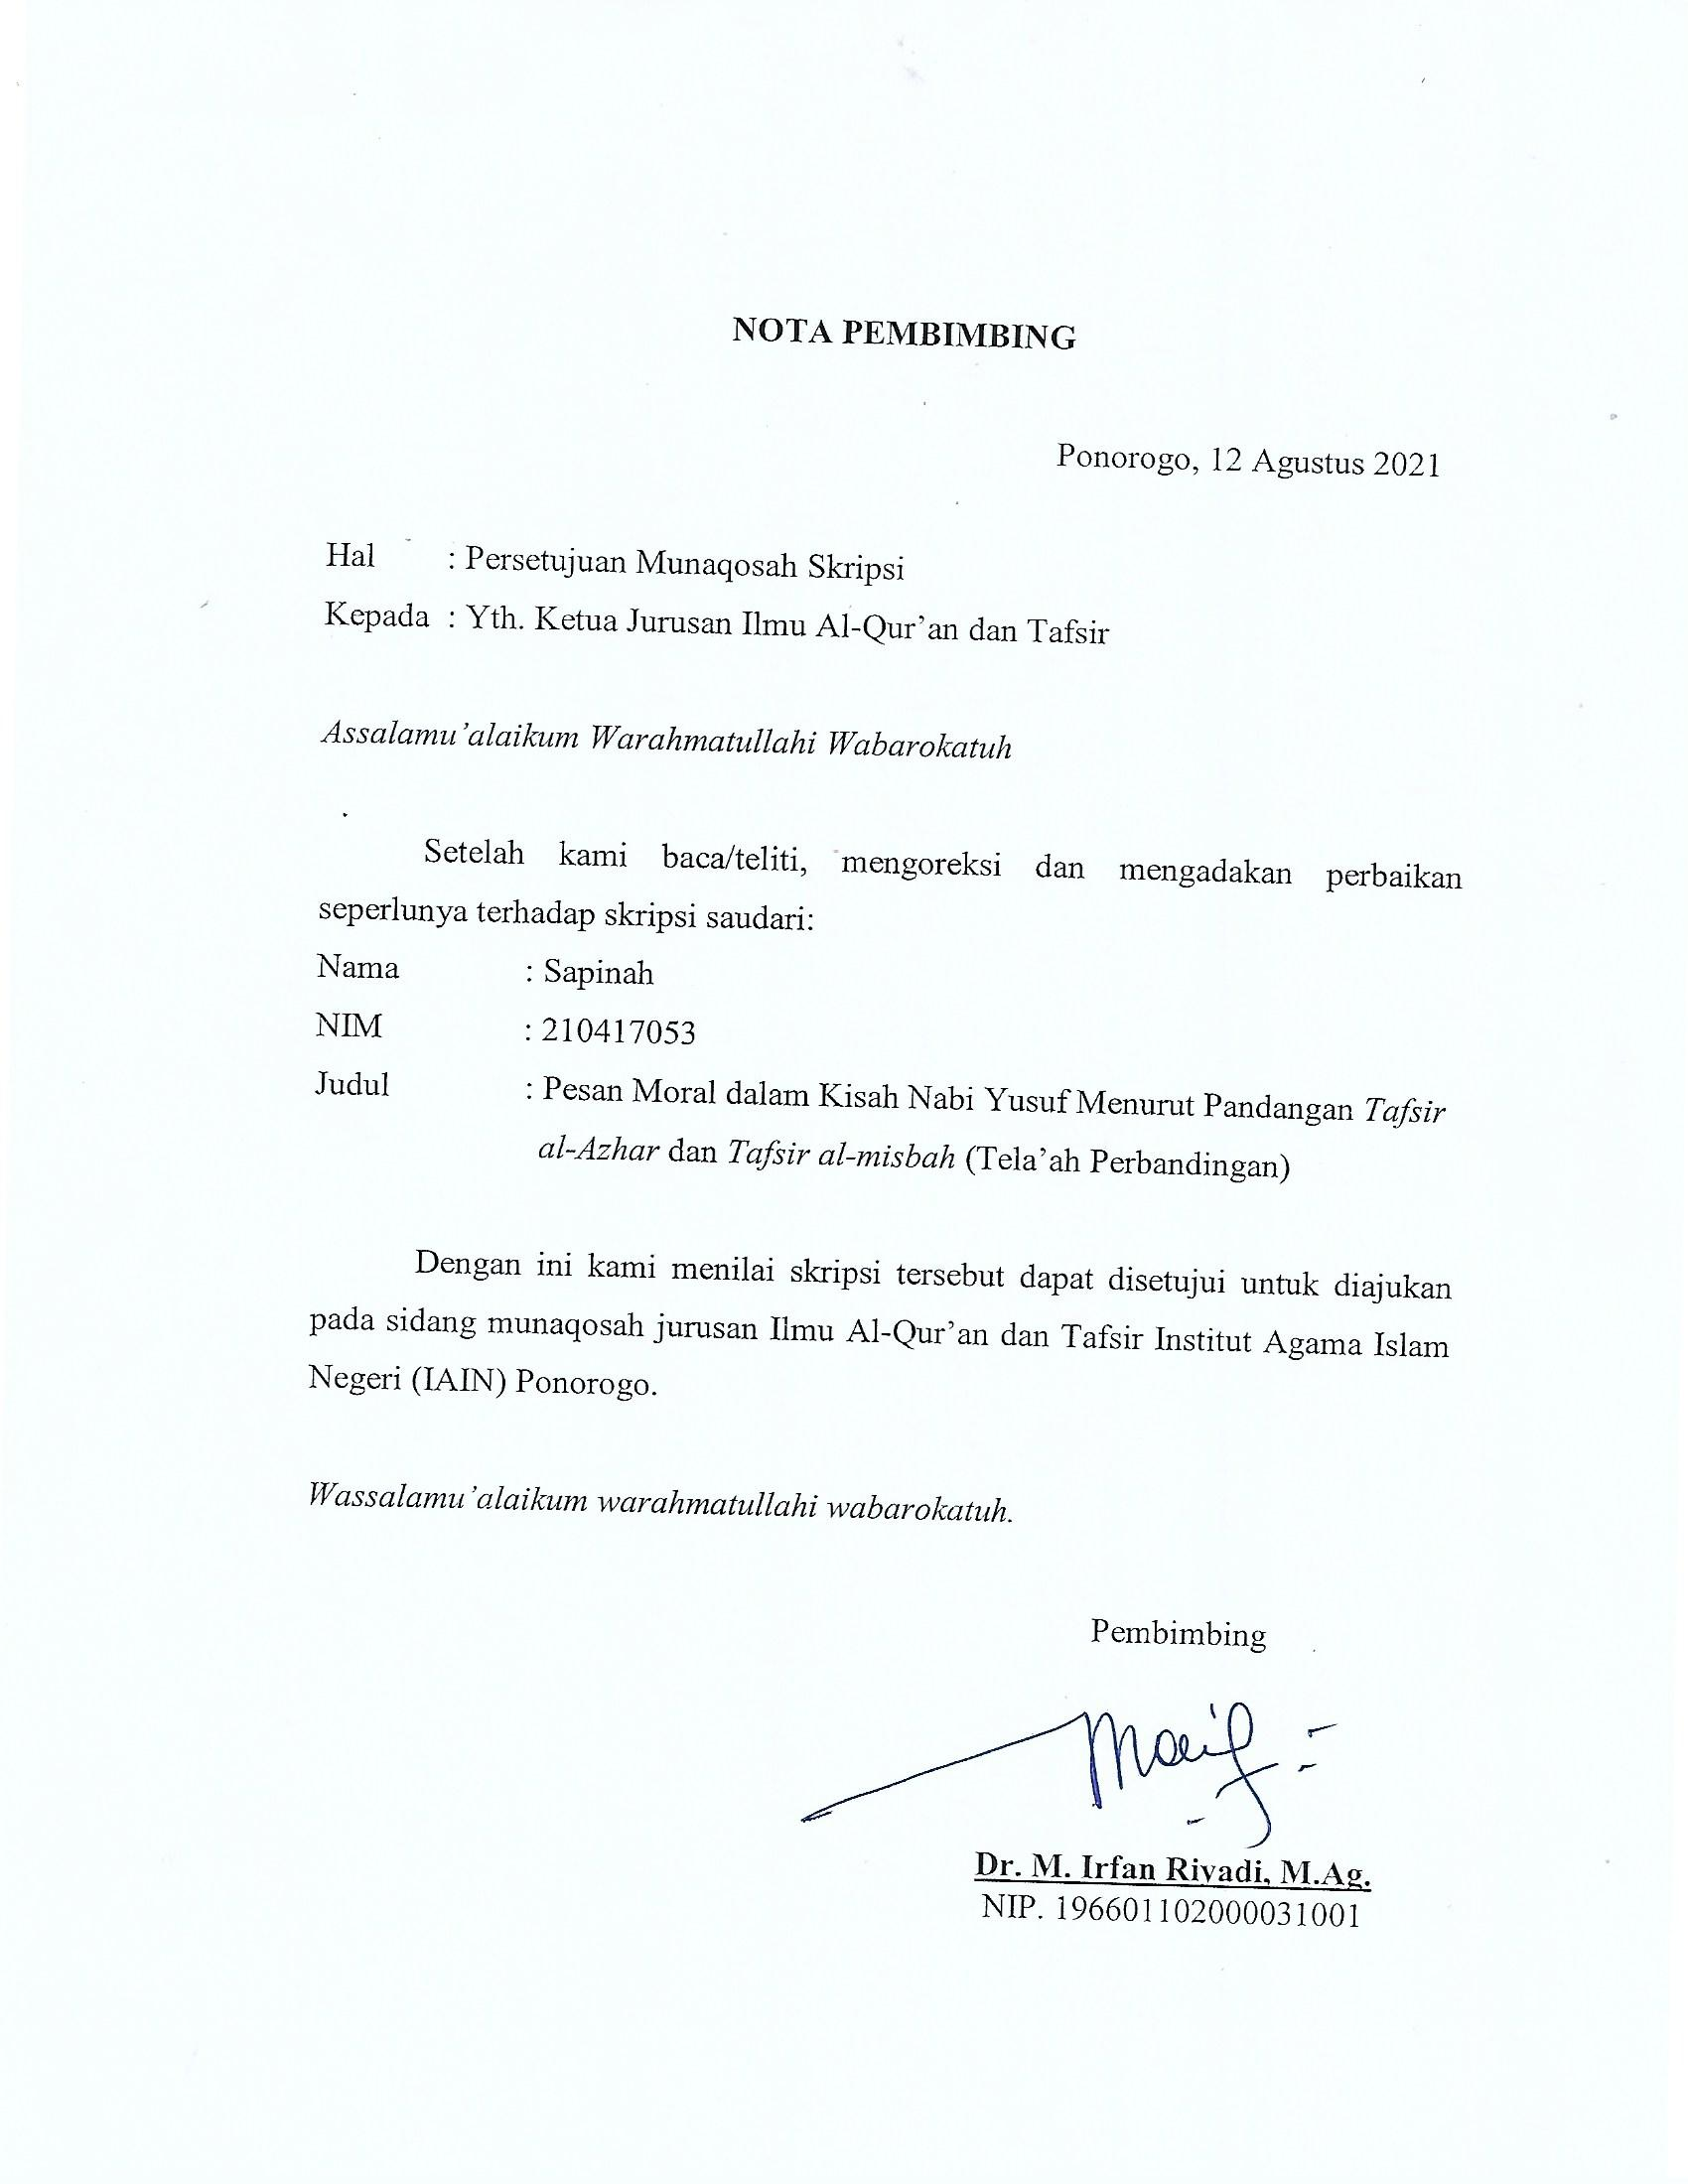 NOTA PEMBIMBING
Ponorogo, 12 Agustus 2021
Hal : Persetujuan Munaqosah Skripsi
Kepada : Yth. Ketua Jurusan Ilmu Al-Qur’an dan Tafsir
Assalamu’alaikum Warahmatullahi Wabarokatuh
Setelah kami baca/teliti, mengoreksi dan mengadakan perbaikan
seperlunya terhadap skripsi saudari:
Nama : Sapinah
NIM : 210417053
Judul : Pesan Moral dalam Kisah Nabi Yusuf Menurut Pandangan Tafsir
al-Azhar dan Tafsir al-misbah (Tela’ah Perbandingan)
Dengan ini kami menilai skripsi tersebut dapat disetujui untuk diajukan
pada sidang munaqosah jurusan Ilmu Al-Qur’an dan Tafsir Institut Agama Islam
Negeri (IAIN) Ponorogo.
Wassalamu’alaikum warahmatullahi wabarokatuh.
Pembimbing
Dr. M. Irfan Riyadi, M.Ag.
NIP. 196601102000031001